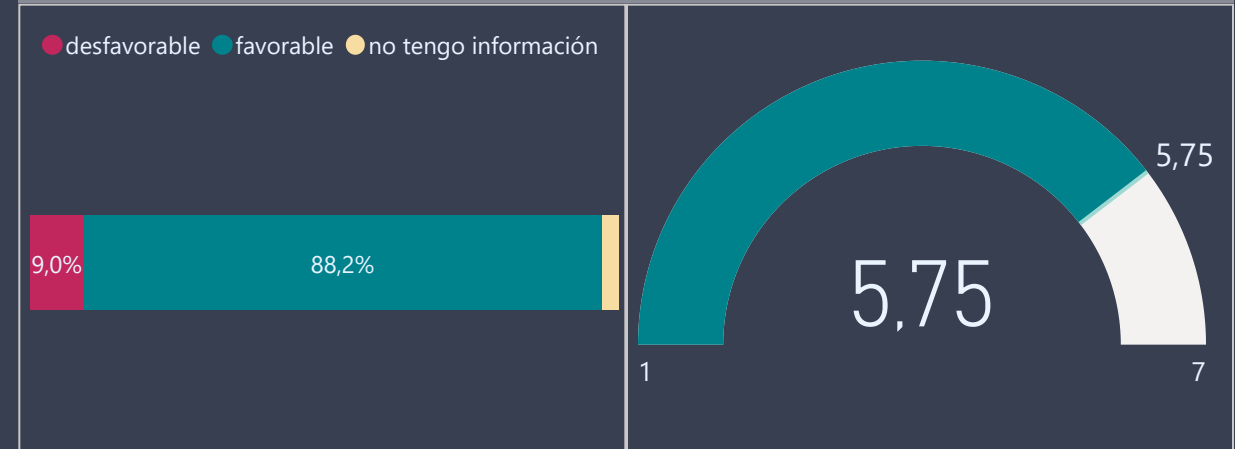 desfavorable favorable no tengo información
9,0% 88,2%
5,75
5,75
1 7